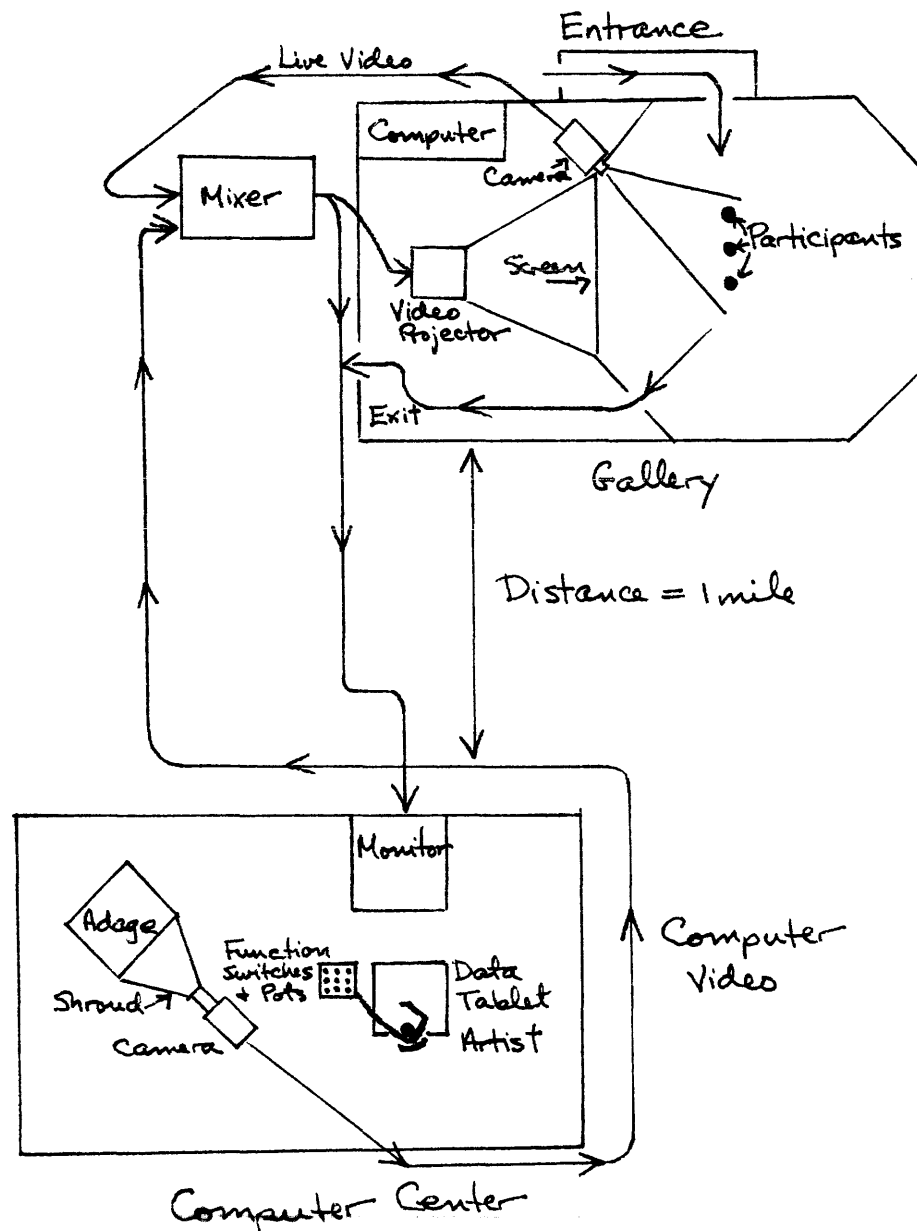 Entrance
Live Video
Computer
Camera
Mixer
Participants
Screen
Video
Projector
Exit
Gallery
Distance = 1 mile
Monitor
Adage
Function
Switches
+ Pots
Data
Tablet
Artist
Shroud
Camera
Computer
Video
Computer Center